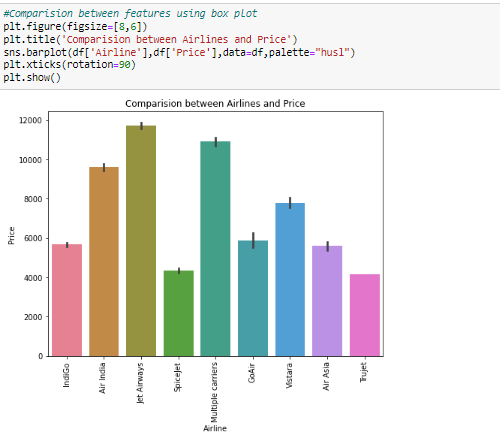 #Comparision between features using box plot
plt.figure(figsize=[8,6])
plt.title('Comparision between Airlines and Price')
sns.barplot(df['Airline'],df['Price'],data=df,palette="husl")
plt.xticks(rotation=90)
plt.show()
Comparision between Airlines and Price
12000
10000
8000
6000
4000
2000
0
Price
IndiGo
Air India
Jet Airways
SpiceJet
Multiple carriers
GoAir
Vistara
Air Asia
Trujet
Airline